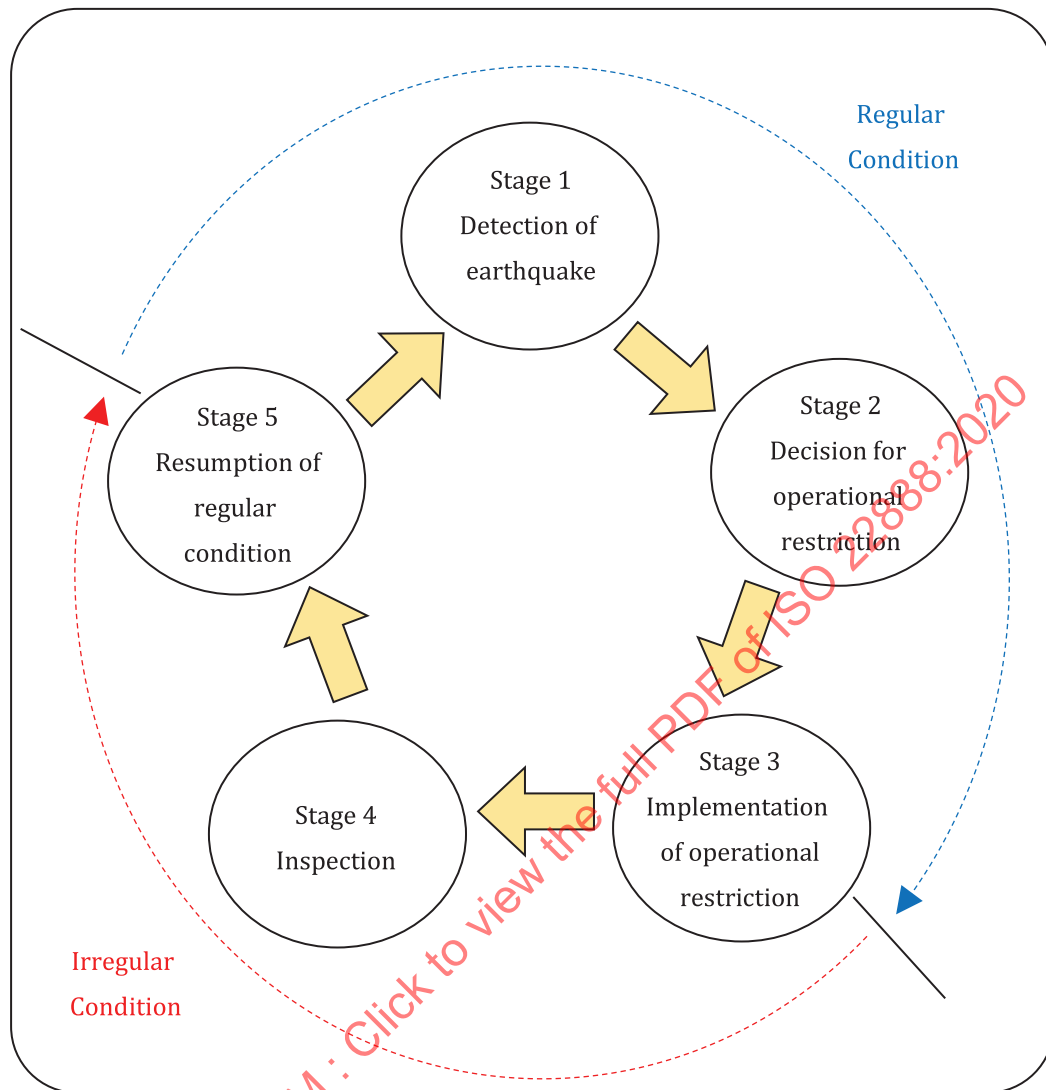 Regular
Condition
Stage 1
Detection of
earthquake
Stage 2
Decision for
operational
restriction
Stage 3
Implementation
of operational
restriction
Stage 4
Inspection
Stage 5
Resumption of
regular
condition
Irregular
Condition
: Click to view the full PDF of ISO 22888:2020